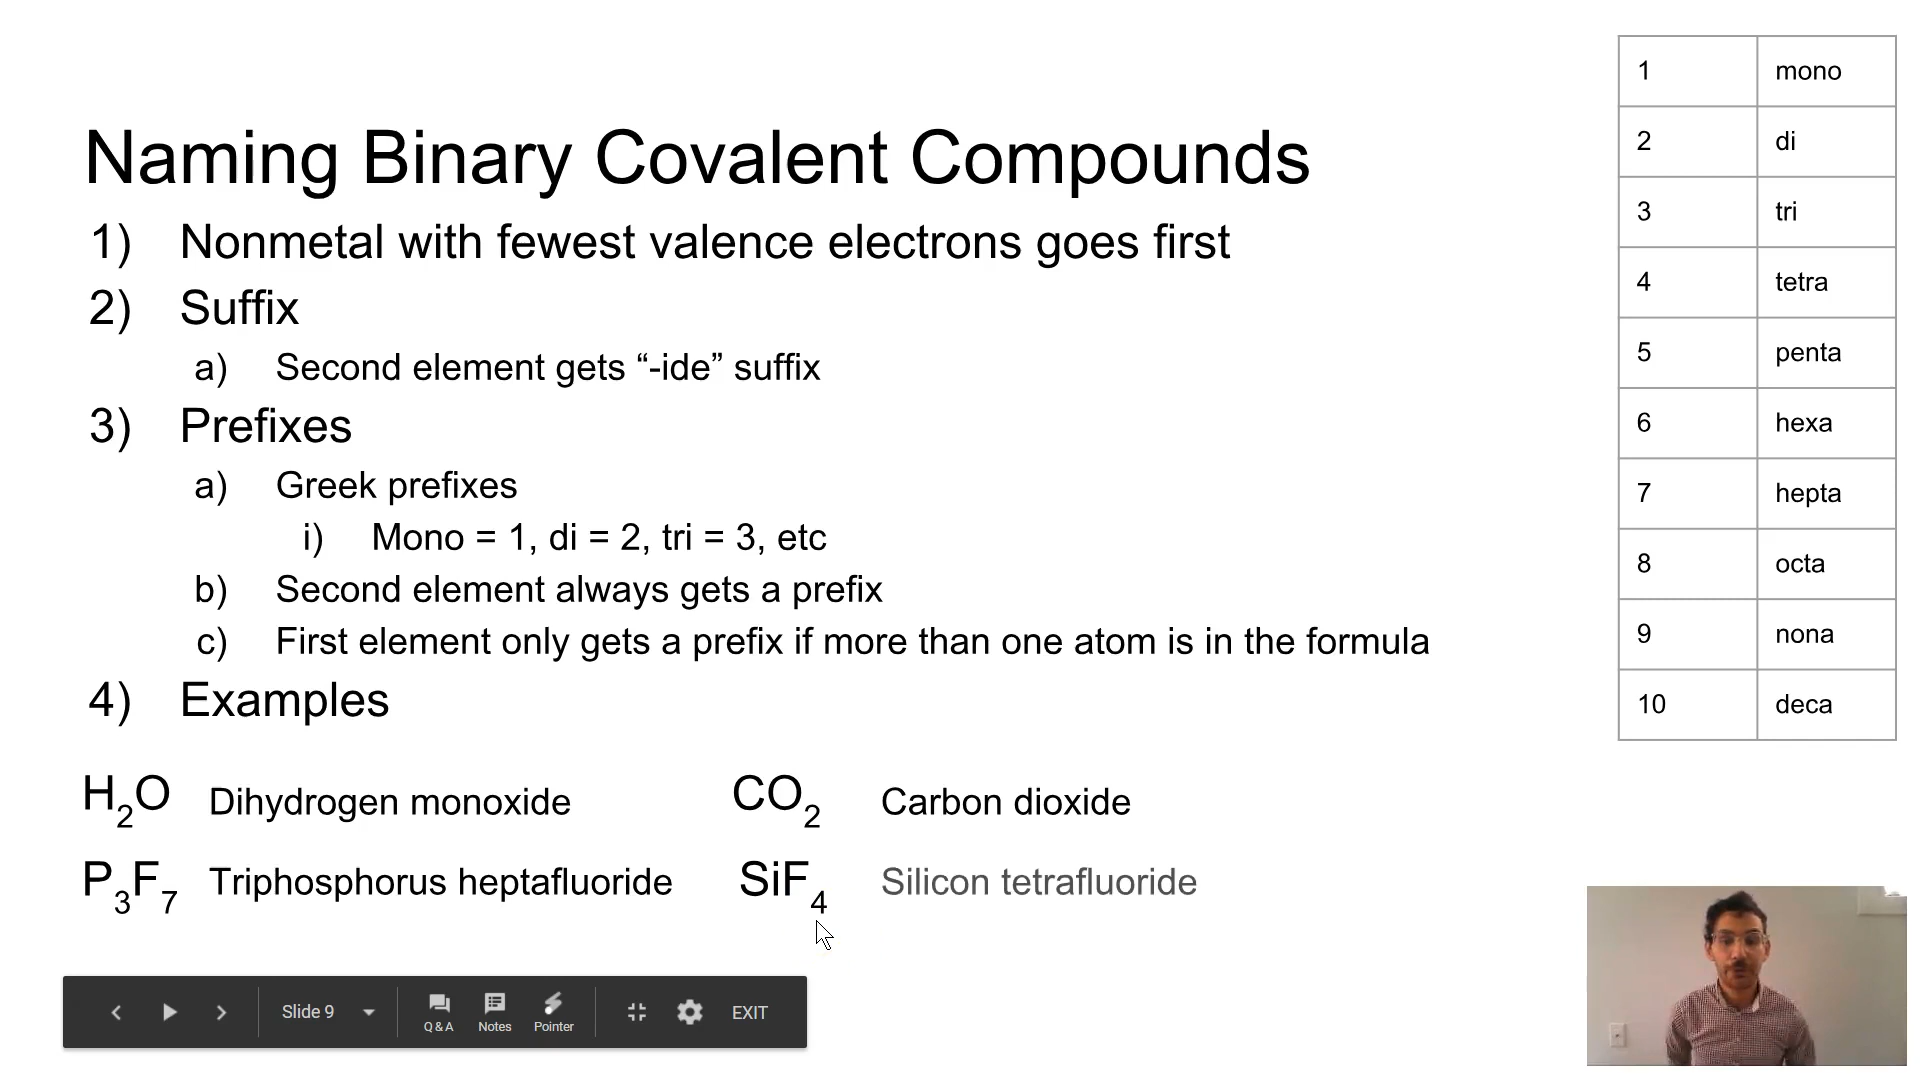 Naming Binary Covalent Compounds
1) Nonmetal with fewest valence electrons goes first
2) Suffix
a) Second element gets “-ide” suffix
3) Prefixes
a) Greek prefixes
i) Mono = 1, di = 2, tri = 3, etc
b) Second element always gets a prefix
c) First element only gets a prefix if more than one atom is in the formula
4) Examples
H₂O Dihydrogen monoxide
CO₂ Carbon dioxide
P₃F₇ Triphosphorus heptafluoride
SiF₄ Silicon tetrafluoride
1 mono
2 di
3 tri
4 tetra
5 penta
6 hexa
7 hepta
8 octa
9 nona
10 deca
Slide 9
Q & A
Notes
Pointer
EXIT